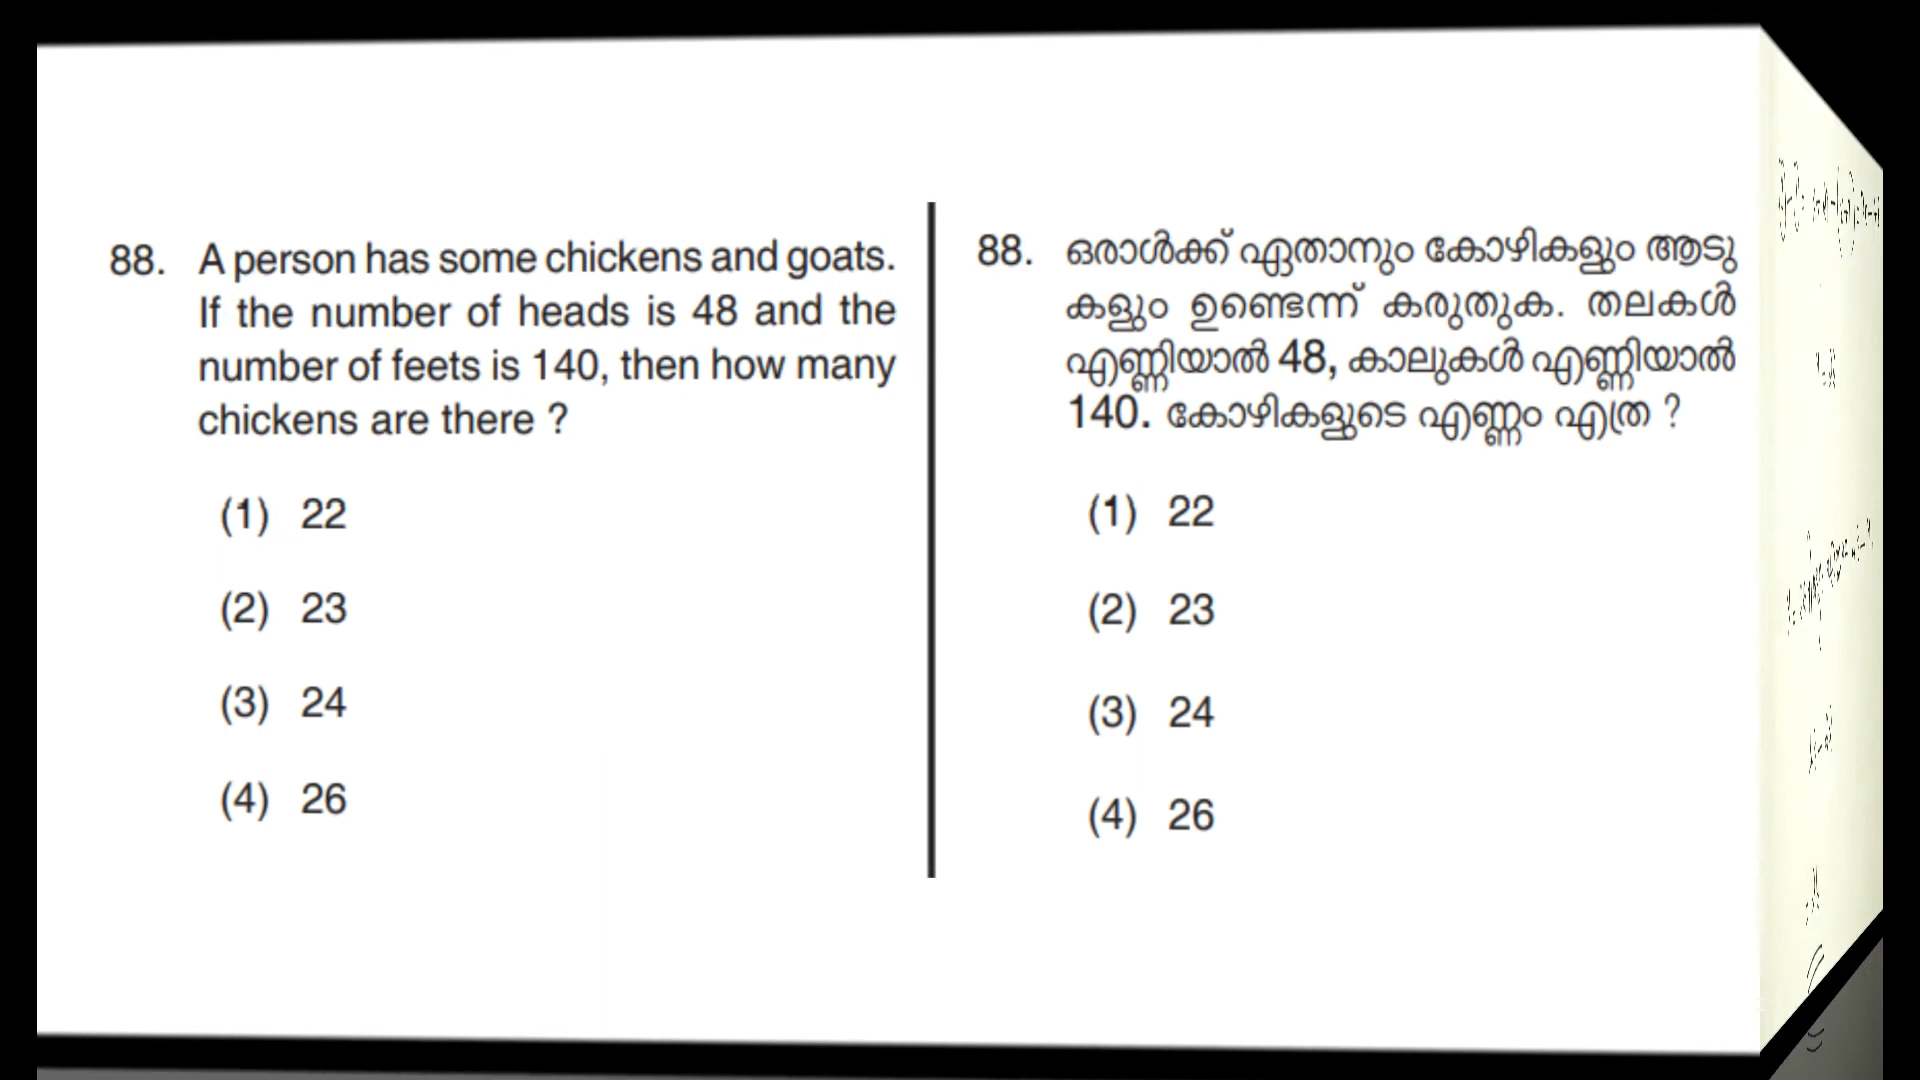 88. A person has some chickens and goats.
If the number of heads is 48 and the
number of feets is 140, then how many
chickens are there ?
(1) 22
(2) 23
(3) 24
(4) 26
88. ഒരാൾക്ക് ഏതാനും കോഴികളും ആടു
കളും ഉണ്ടെന്ന് കരുതുക. തലകൾ
എണ്ണിയാൽ 48, കാലുകൾ എണ്ണിയാൽ
140. കോഴികളുടെ എണ്ണം എത്ര ?
(1) 22
(2) 23
(3) 24
(4) 26